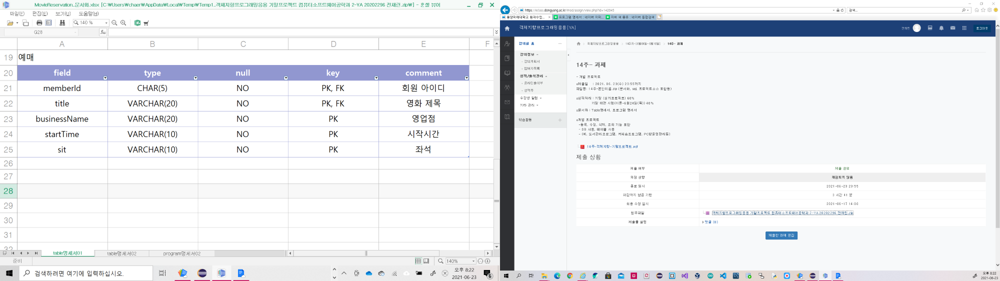 MovieReservation_문서화.xlsx [C:\Users\chaer\AppData\Local\Temp\Temp1_객체지향프로그래밍응용 기말프로젝트 컴퓨터소프트웨어공학과 2-YA 20202296 전채린.zip\] - 호셀 뷰어
파일(F) 편집(E) 보기(U) 도움말(H)
140 %
G28
A B C D E F
19 예매
20 field type null key comment
21 memberId CHAR(5) NO PK, FK 회원 아이디
22 title VARCHAR(20) NO PK, FK 영화 제목
23 businessName VARCHAR(20) NO PK 영업점
24 startTime VARCHAR(10) NO PK 시작시간
25 sit VARCHAR(10) NO PK 좌석
26
27
28
29
30
31
32
table명세서01 table명세서02 program명세서02
준비 140%
검색하려면 여기에 입력하십시오.
오후 8:22
2021-06-23
6
https://eclass.dongyang.ac.kr/mod/assign/view.php?id=142045
검색...
동양미래대학교 원격수업... 프로그램 명세서 : 네이버 이미... 자바 색 종류 : 네이버 통합검색
객체지향프로그래밍응용[YA]
전채린
로그아웃
강의실 홈
강의정보
- 강의계획서
- 참여자목록
성적/출석관리
- 온라인출석부
- 성적부
수강생 알림
기타 관리
학습활동
객체지향프로그래밍응용 14주차-[6월04일-6월10일] 14주- 과제
14주- 과제
- 개별 프로젝트
o제출일 : 2021. 06. 23(수) 23:55까지
파일명: 14주-본인이름.zip (문서화, sql, 프로젝트소스 포함등)
o성적처리 : 기말 (실기프로젝트) 60%
기말 대면 시험(이론-6월24일(목)) 40%
o문서화 : Table명세서, 프로그램 명세서
o개별 프로젝트
-등록, 수정, 삭제, 조회 기능 포함
- DB 사용, 테이블 사용
- (예, 도서관리프로그램, 커피숍프로그램, PC방운영관리등)
14주-객체지향-기말프로젝트.pdf
제출 상황
제출 여부 제출 완료
채점 상황 채점되지 않음
종료 일시 2021-06-23 23:55
마감까지 남은 기한 3 시간 41 분
최종 수정 일시 2021-06-17 14:00
첨부파일 객체지향프로그래밍응용 기말프로젝트 컴퓨터소프트웨어공학과 2-YA 20202296 전채린.zip
제출물 설명 댓글 (0)
제출한 과제 편집
오후 8:22
2021-06-23